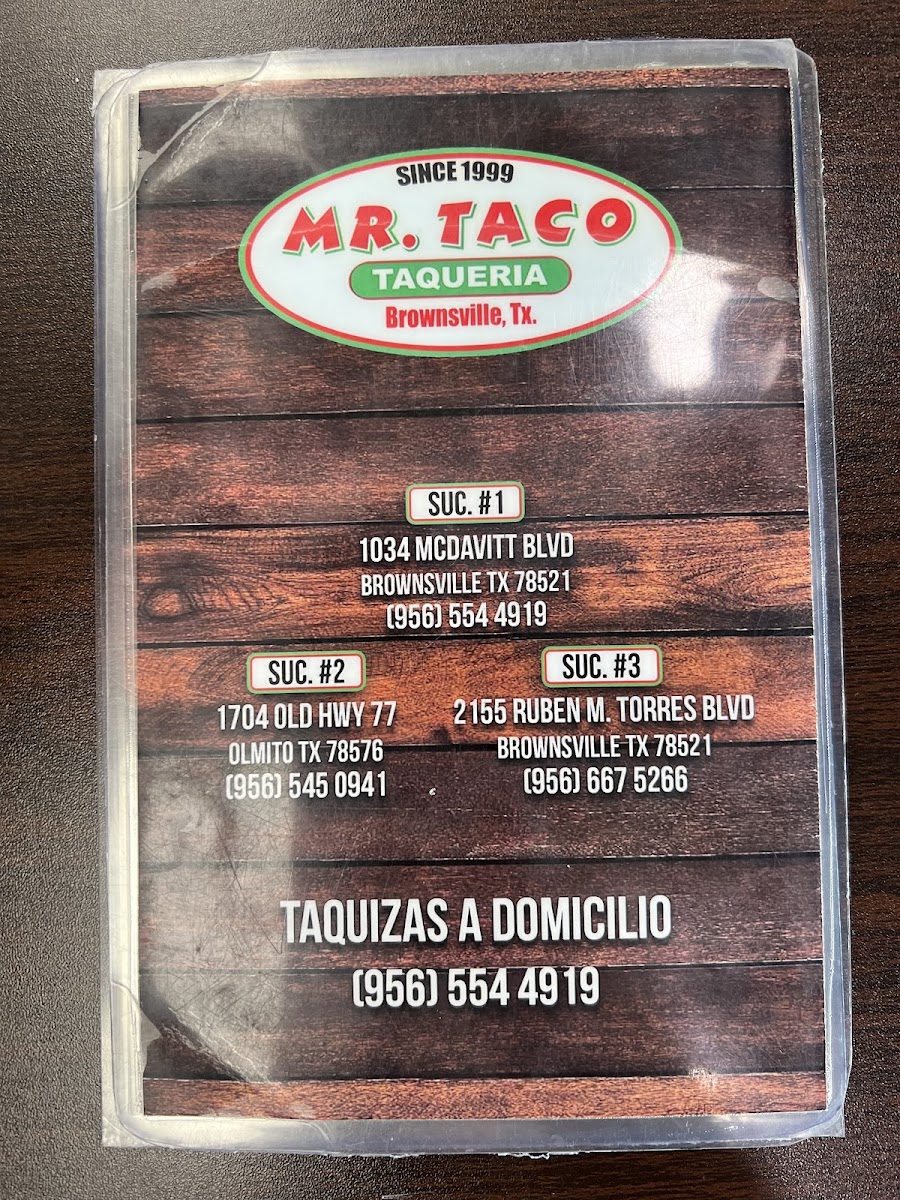 SINCE 1999
MR. TACO
TAQUERIA
Brownsville, Tx.
SUC. #1
1034 MCDAVITT BLVD
BROWNSVILLE TX 78521
(956) 554 4919
SUC. #2
1704 OLD HWY 77
OLMITO TX 78576
(956) 545 0941
SUC. #3
2155 RUBEN M. TORRES BLVD
BROWNSVILLE TX 78521
(956) 667 5266
TAQUIZAS A DOMICILIO
(956) 554 4919